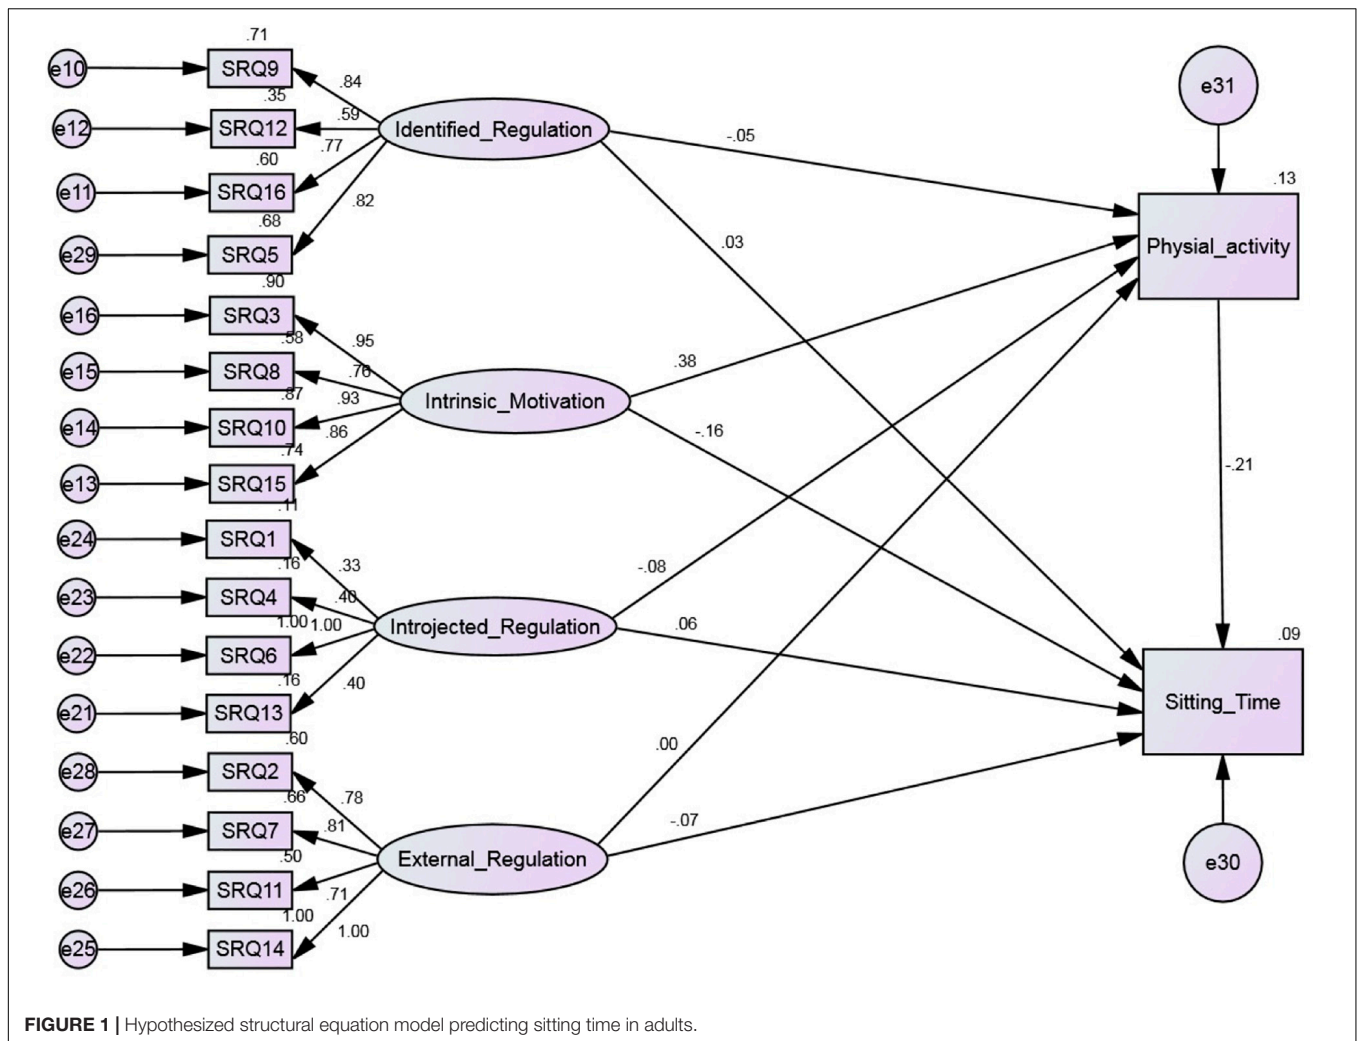 .71
e10 SRQ9 .84
.35
e12 SRQ12 .59 Identified_Regulation
.60 .77
e11 SRQ16
.68 .82
e29 SRQ5
.90
e16 SRQ3
.58 .95
e15 SRQ8 .76
.87 .93 Intrinsic_Motivation
e14 SRQ10
.74 .86
e13 SRQ15
.11
e24 SRQ1
.16 .33
e23 SRQ4 .40
1.00 1.00 Introjected_Regulation
e22 SRQ6
.16 .40
e21 SRQ13
.60
e28 SRQ2
.66 .78
e27 SRQ7 .81
.50 External_Regulation
e26 SRQ11 .71
1.00 1.00
e25 SRQ14
-.05
.03
.38
-.16
-.08
.06
.00
-.07
e31
.13
Physial_activity
-.21
.09
Sitting_Time
e30
FIGURE 1 | Hypothesized structural equation model predicting sitting time in adults.